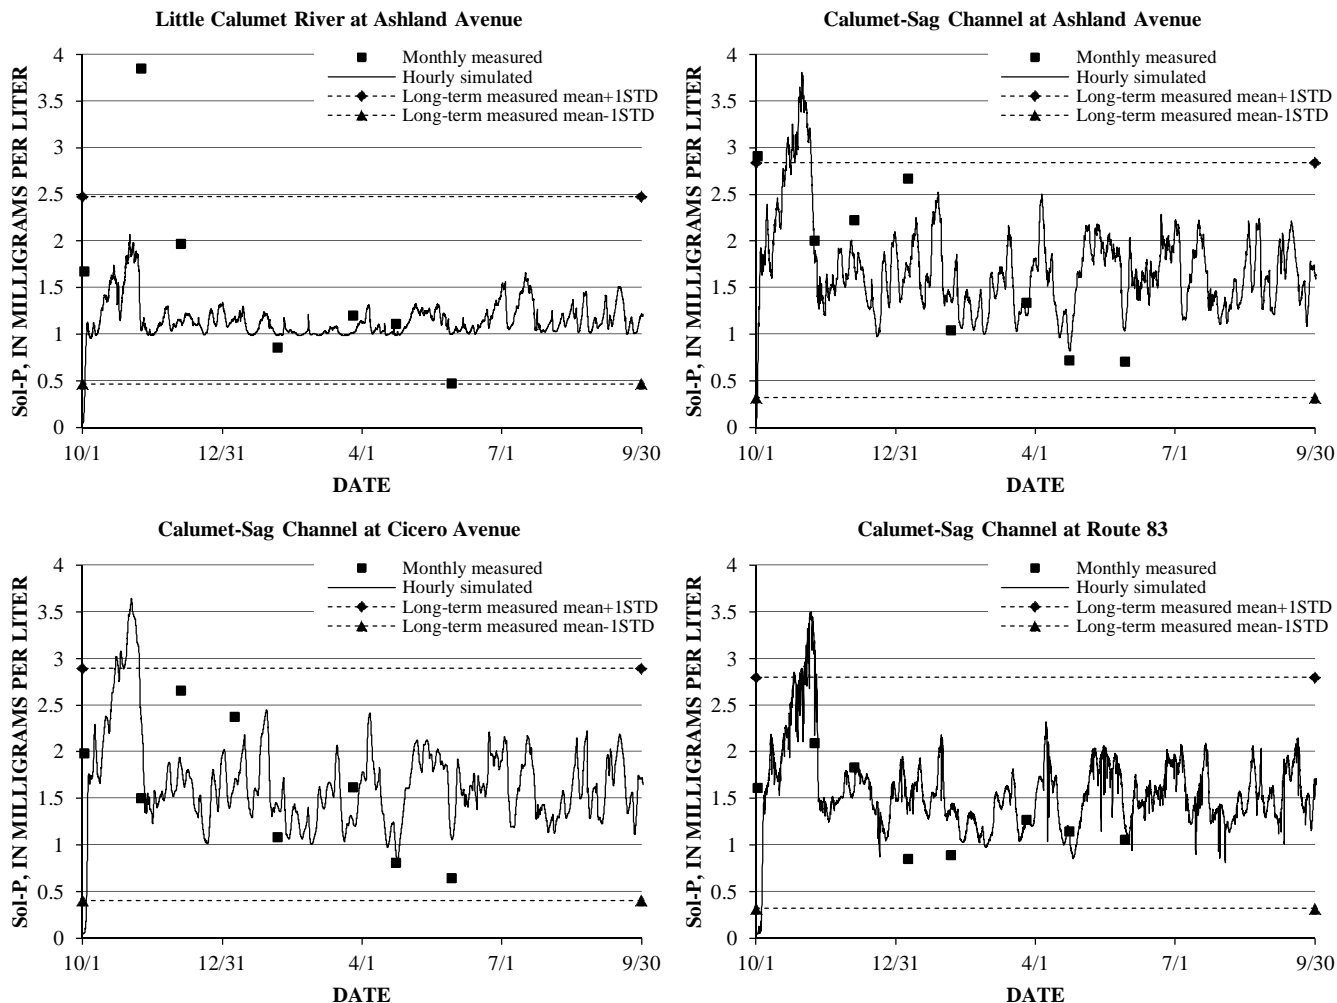 Little Calumet River at Ashland Avenue
Sol-P, IN MILLIGRAMS PER LITER
4
3.5
3
2.5
2
1.5
1
0.5
0
Monthly measured
Hourly simulated
Long-term measured mean+1STD
Long-term measured mean-1STD
10/1
12/31
4/1
7/1
9/30
DATE
Calumet-Sag Channel at Ashland Avenue
Sol-P, IN MILLIGRAMS PER LITER
4
3.5
3
2.5
2
1.5
1
0.5
0
Monthly measured
Hourly simulated
Long-term measured mean+1STD
Long-term measured mean-1STD
10/1
12/31
4/1
7/1
9/30
DATE
Calumet-Sag Channel at Cicero Avenue
Sol-P, IN MILLIGRAMS PER LITER
4
3.5
3
2.5
2
1.5
1
0.5
0
Monthly measured
Hourly simulated
Long-term measured mean+1STD
Long-term measured mean-1STD
10/1
12/31
4/1
7/1
9/30
DATE
Calumet-Sag Channel at Route 83
Sol-P, IN MILLIGRAMS PER LITER
4
3.5
3
2.5
2
1.5
1
0.5
0
Monthly measured
Hourly simulated
Long-term measured mean+1STD
Long-term measured mean-1STD
10/1
12/31
4/1
7/1
9/30
DATE